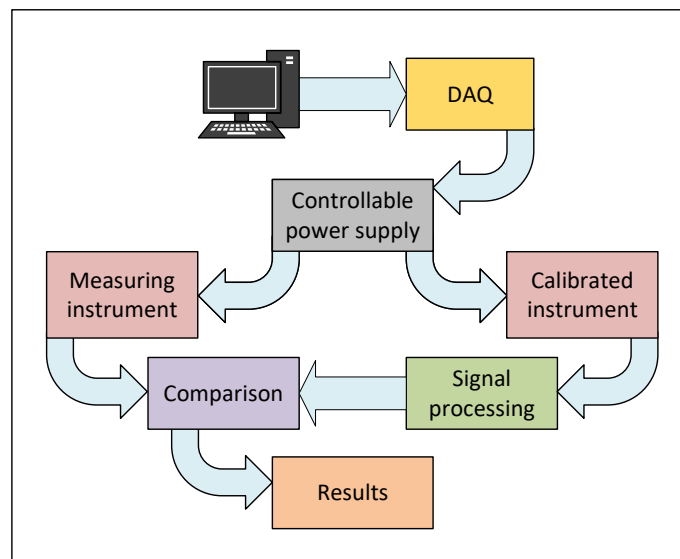 DAQ
Controllable
power supply
Measuring
instrument
Calibrated
instrument
Comparison
Signal
processing
Results